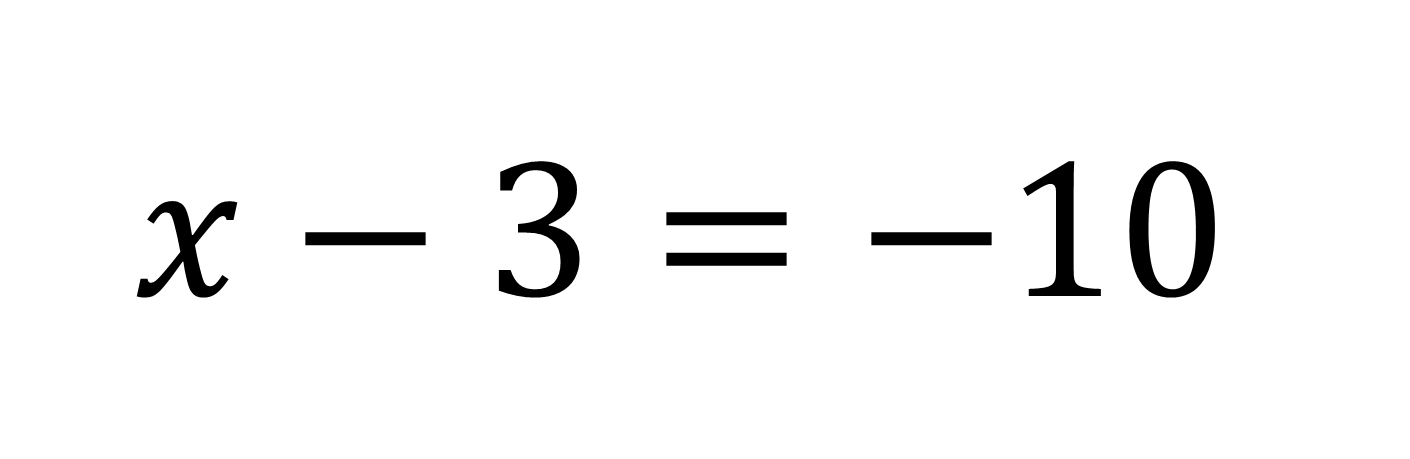 x − 3 = −10